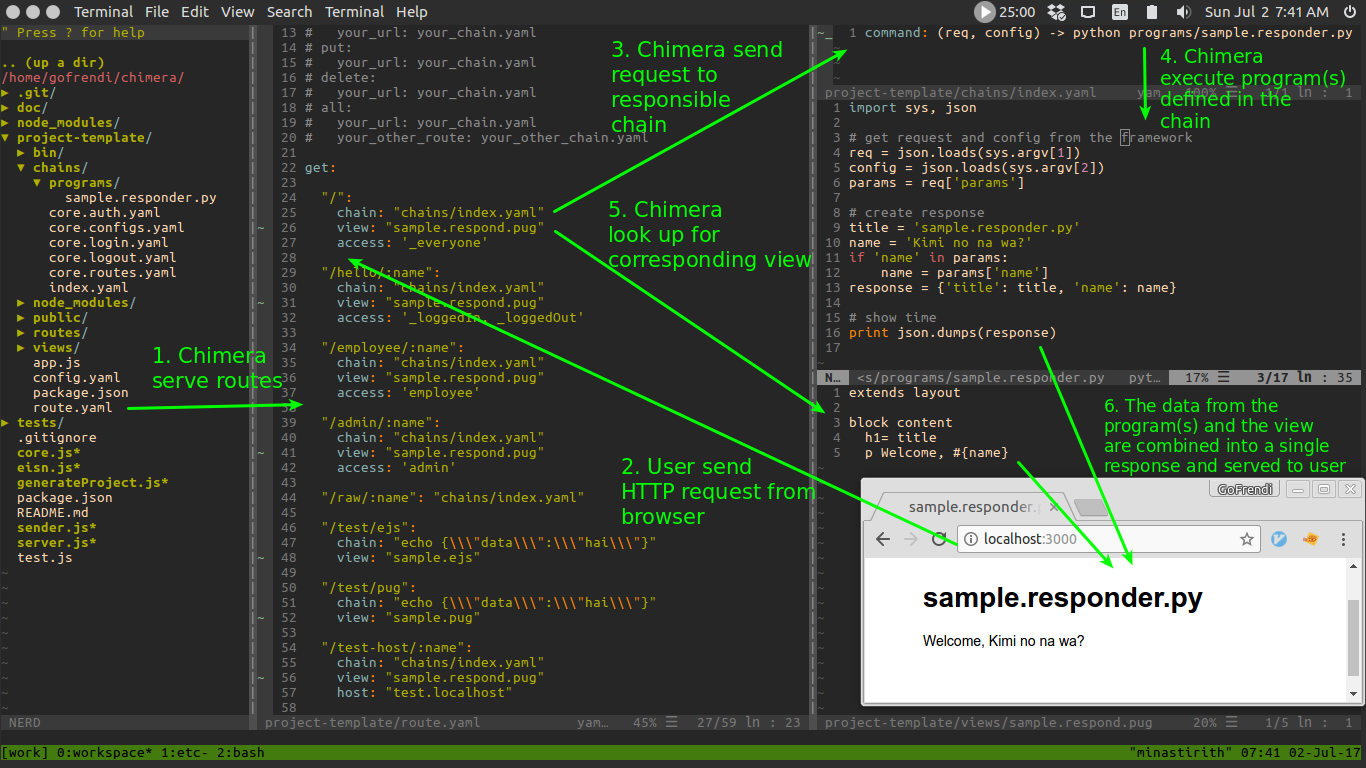 Terminal File Edit View Search Terminal Help
25:00 En Sun Jul 2 7:41 AM
" Press ? for help
.. (up a dir)
/home/gofrendi/chimera/
▸ .git/
▸ doc/
▸ node_modules/
▾ project-template/
▸ bin/
▾ chains/
▾ programs/
sample.responder.py
core.auth.yaml
core.configs.yaml
core.login.yaml
core.logout.yaml
core.routes.yaml
index.yaml
▸ node_modules/
▸ public/
▸ routes/
▸ views/
app.js
config.yaml
package.json
route.yaml
▸ tests/
.gitignore
core.js*
eisn.js*
generateProject.js*
package.json
README.md
sender.js*
server.js*
test.js
NERD
1. Chimera
serve routes
13 # your_url: your_chain.yaml
14 # put:
15 # your_url: your_chain.yaml
16 # delete:
17 # your_url: your_chain.yaml
18 # all:
19 # your_url: your_chain.yaml
20 # your_other_route: your_other_chain.yaml
21
22 get:
23
24 "/":
25 chain: "chains/index.yaml"
26 view: "sample.respond.pug"
27 access: '_everyone'
28
29 "/hello/:name":
30 chain: "chains/index.yaml"
31 view: "sample.respond.pug"
32 access: '_loggedIn, _loggedOut'
33
34 "/employee/:name":
35 chain: "chains/index.yaml"
36 view: "sample.respond.pug"
37 access: 'employee'
38
39 "/admin/:name":
40 chain: "chains/index.yaml"
41 view: "sample.respond.pug"
42 access: 'admin'
43
44 "/raw/:name": "chains/index.yaml"
45
46 "/test/ejs":
47 chain: "echo {\\\"data\\\":\\\"hai\\\"}"
48 view: "sample.ejs"
49
50 "/test/pug":
51 chain: "echo {\\\"data\\\":\\\"hai\\\"}"
52 view: "sample.pug"
53
54 "/test-host/:name":
55 chain: "chains/index.yaml"
56 view: "sample.respond.pug"
57 host: "test.localhost"
58
project-template/route.yaml yam… 45% ☰ 27/59 ln : 23
3. Chimera send
request to
responsible
chain
5. Chimera
look up for
corresponding view
2. User send
HTTP request from
browser
1 command: (req, config) -> python programs/sample.responder.py
project-template/chains/index.yaml yam… 100% ☰ 1/1 ln : 1
4. Chimera
execute program(s)
defined in the
chain
1 import sys, json
2
3 # get request and config from the framework
4 req = json.loads(sys.argv[1])
5 config = json.loads(sys.argv[2])
6 params = req['params']
7
8 # create response
9 title = 'sample.responder.py'
10 name = 'Kimi no na wa?'
11 if 'name' in params:
12 name = params['name']
13 response = {'title': title, 'name': name}
14
15 # show time
16 print json.dumps(response)
17
N… <s/programs/sample.responder.py pyt… 17% ☰ 3/17 ln : 35
1 extends layout
2
3 block content
4 h1= title
5 p Welcome, #{name}
6. The data from the
program(s) and the view
are combined into a single
response and served to user
GoFrendi
sample.responder.p
localhost:3000
sample.responder.py
Welcome, Kimi no na wa?
project-template/views/sample.respond.pug 20% ☰ 1/5 ln : 1
[work] 0:workspace* 1:etc- 2:bash "minastirith" 07:41 02-Jul-17